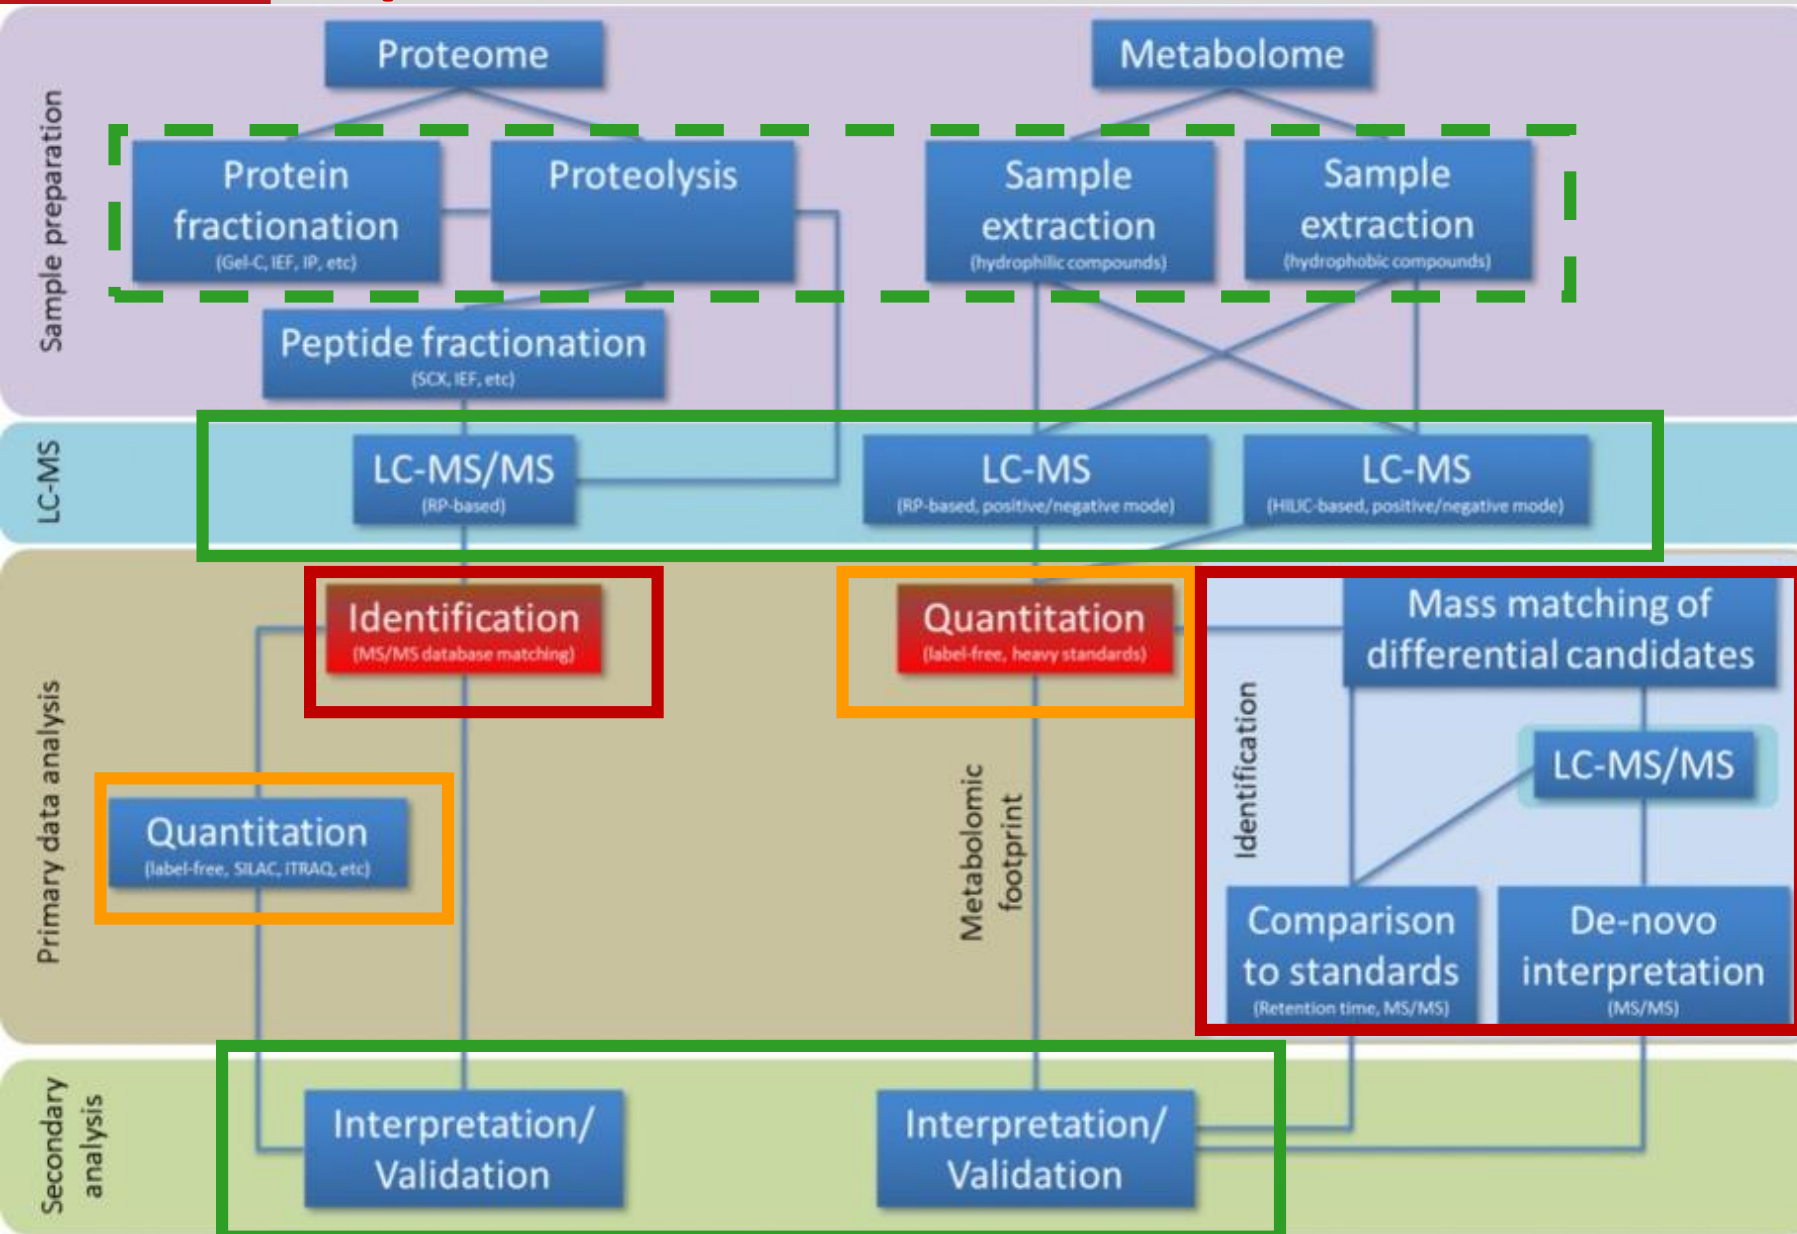 Sample preparation
Proteome
Metabolome
Protein
fractionation
(Gel-C, IEF, IP, etc)
Proteolysis
Sample
extraction
(hydrophilic compounds)
Sample
extraction
(hydrophobic compounds)
Peptide fractionation
(SCX, IEF, etc)
LC-MS
LC-MS/MS
(RP-based)
LC-MS
(RP-based, positive/negative mode)
LC-MS
(HILIC-based, positive/negative mode)
Primary data analysis
Identification
(MS/MS database matching)
Quantitation
(label-free, heavy standards)
Mass matching of
differential candidates
Identification
LC-MS/MS
Quantitation
(label-free, SILAC, iTRAQ, etc)
Metabolomic
footprint
Comparison
to standards
(Retention time, MS/MS)
De-novo
interpretation
(MS/MS)
Secondary
analysis
Interpretation/
Validation
Interpretation/
Validation